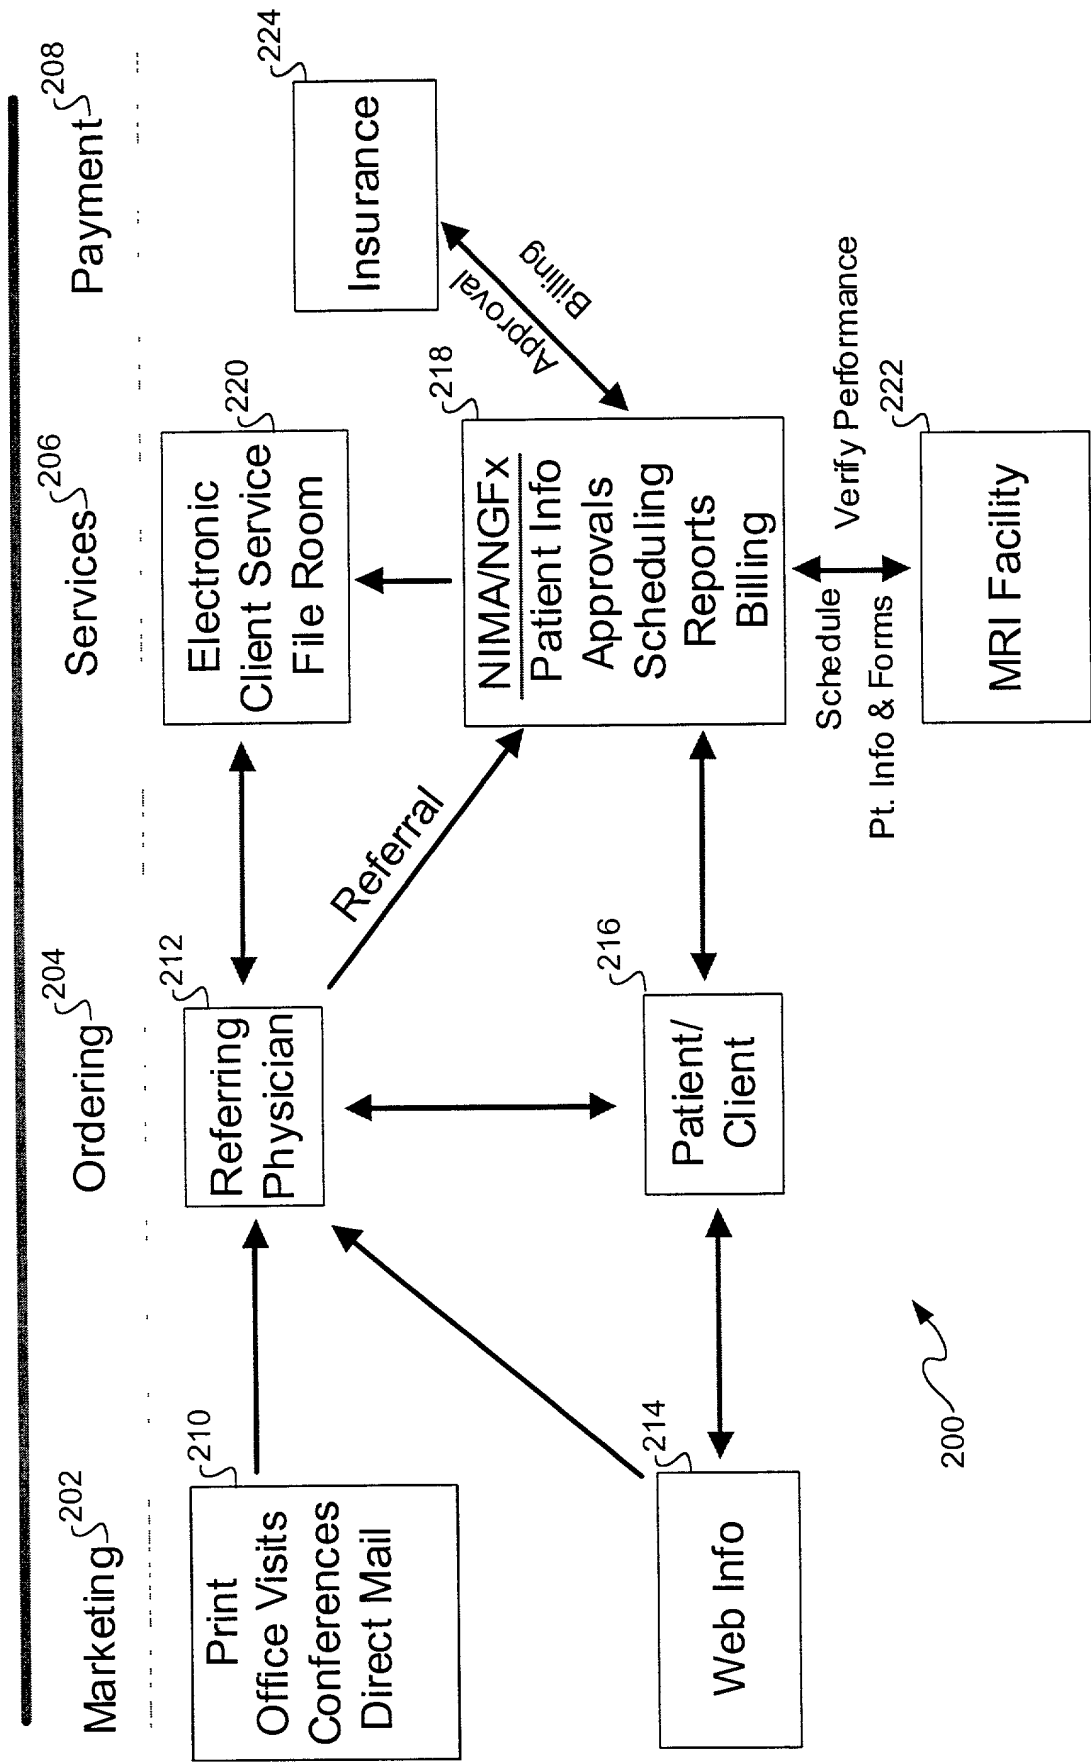 Marketing 202
Ordering 204
Services 206
Payment 208
210
Print
Office Visits
Conferences
Direct Mail
212
Referring
Physician
220
Electronic
Client Service
File Room
224
Insurance
Referral
Approval
Billing
218
NIMA/NGFx
Patient Info
Approvals
Scheduling
Reports
Billing
214
Web Info
216
Patient/
Client
Schedule
Verify Performance
Pt. Info & Forms
222
MRI Facility
200